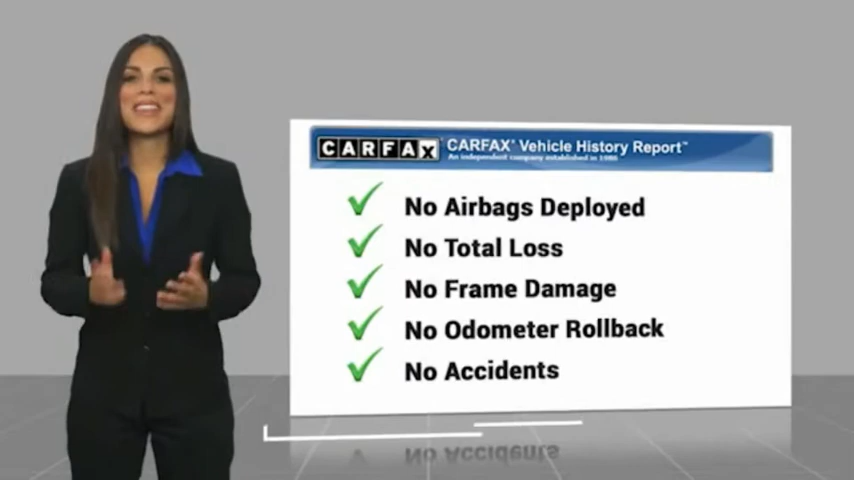 CARFAX CARFAX® Vehicle History Report™
An independent company established in 1986
No Airbags Deployed
No Total Loss
No Frame Damage
No Odometer Rollback
No Accidents
No Accidents